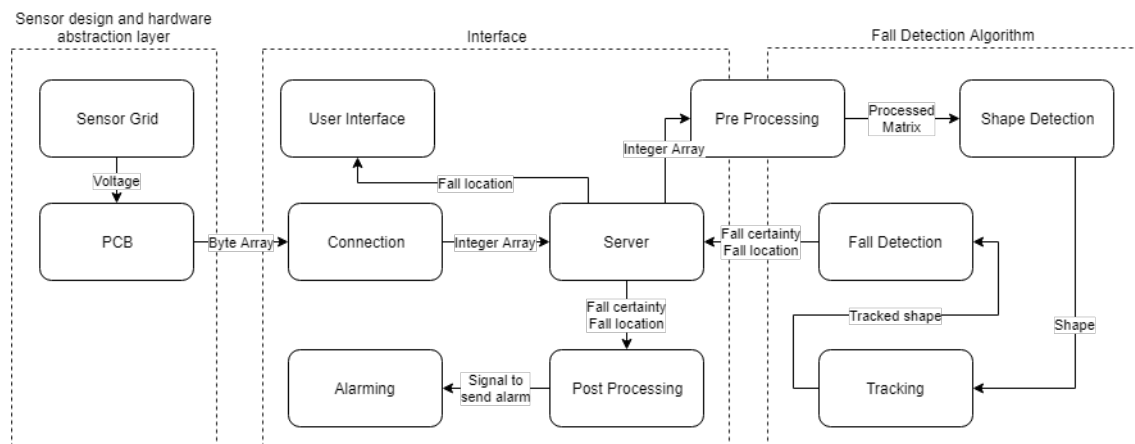 Sensor design and hardware
abstraction layer
Interface
Fall Detection Algorithm
Sensor Grid
User Interface
Pre Processing
Processed
Matrix
Shape Detection
Integer Array
Voltage
Fall location
PCB
Byte Array
Connection
Integer Array
Server
Fall certainty
Fall location
Fall Detection
Fall certainty
Fall location
Tracked shape
Shape
Alarming
Signal to
send alarm
Post Processing
Tracking